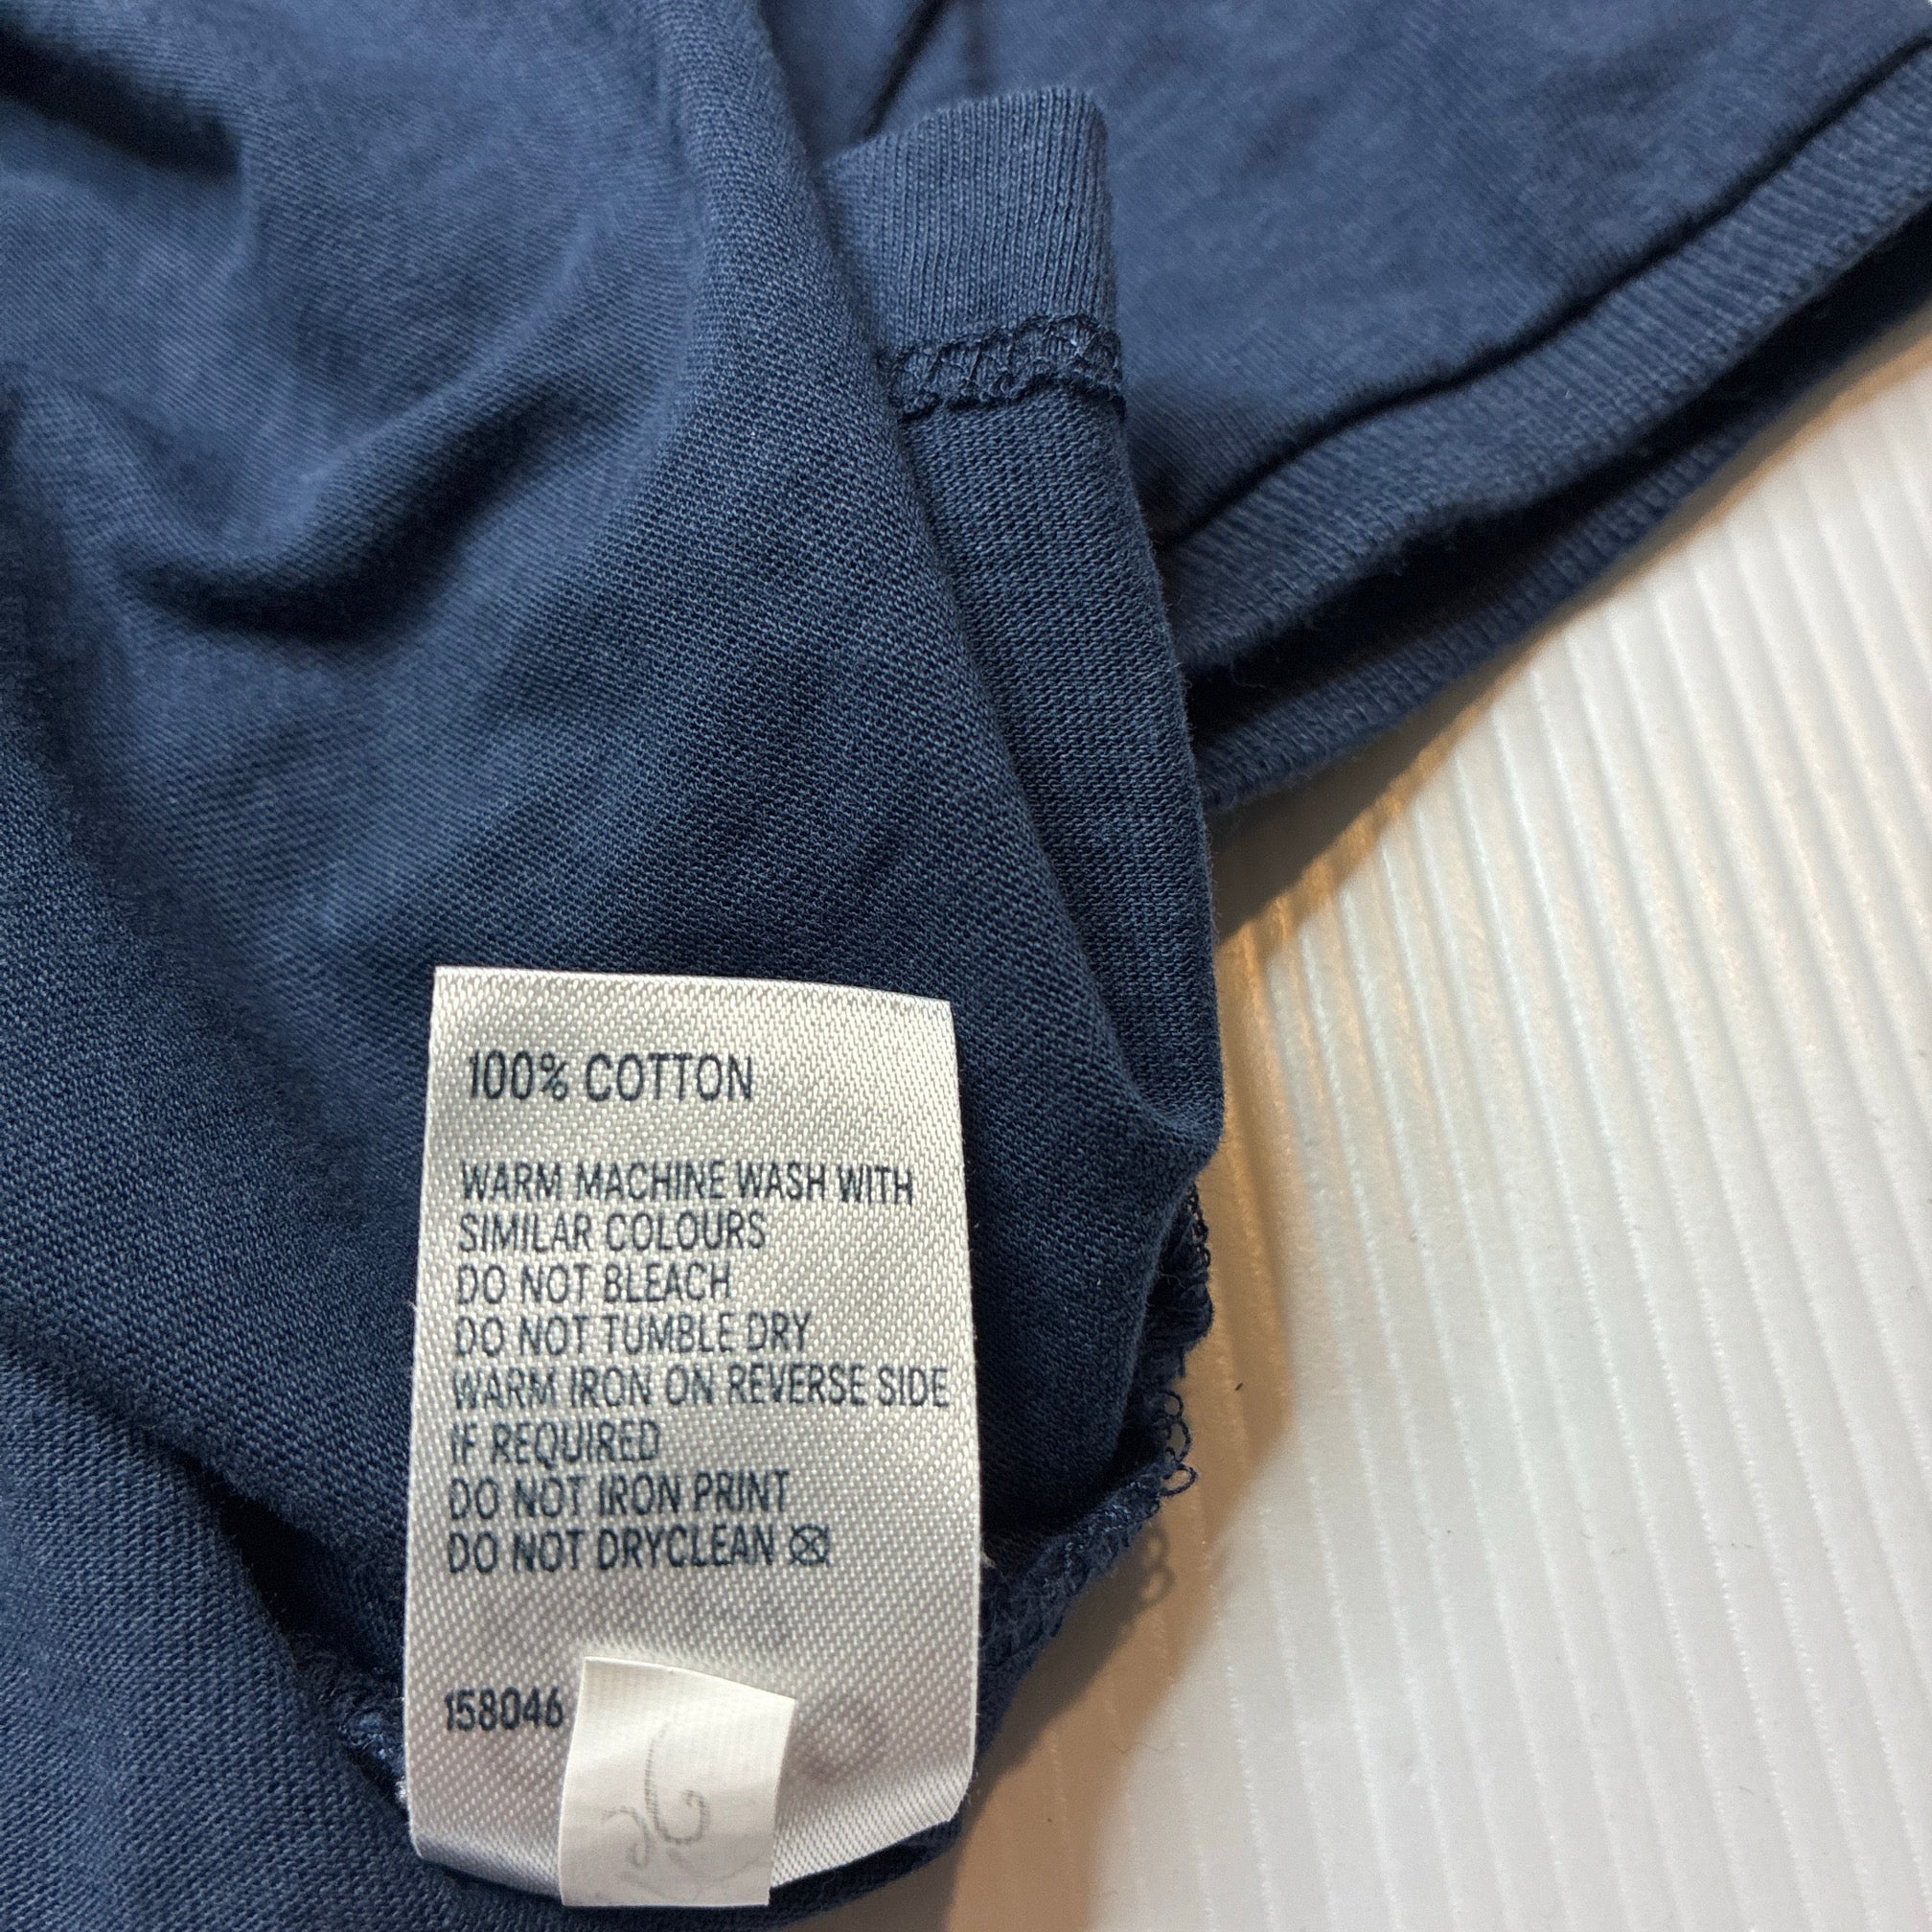 100% COTTON
WARM MACHINE WASH WITH
SIMILAR COLOURS
DO NOT BLEACH
DO NOT TUMBLE DRY
WARM IRON ON REVERSE SIDE
IF REQUIRED
DO NOT IRON PRINT
DO NOT DRYCLEAN
158046